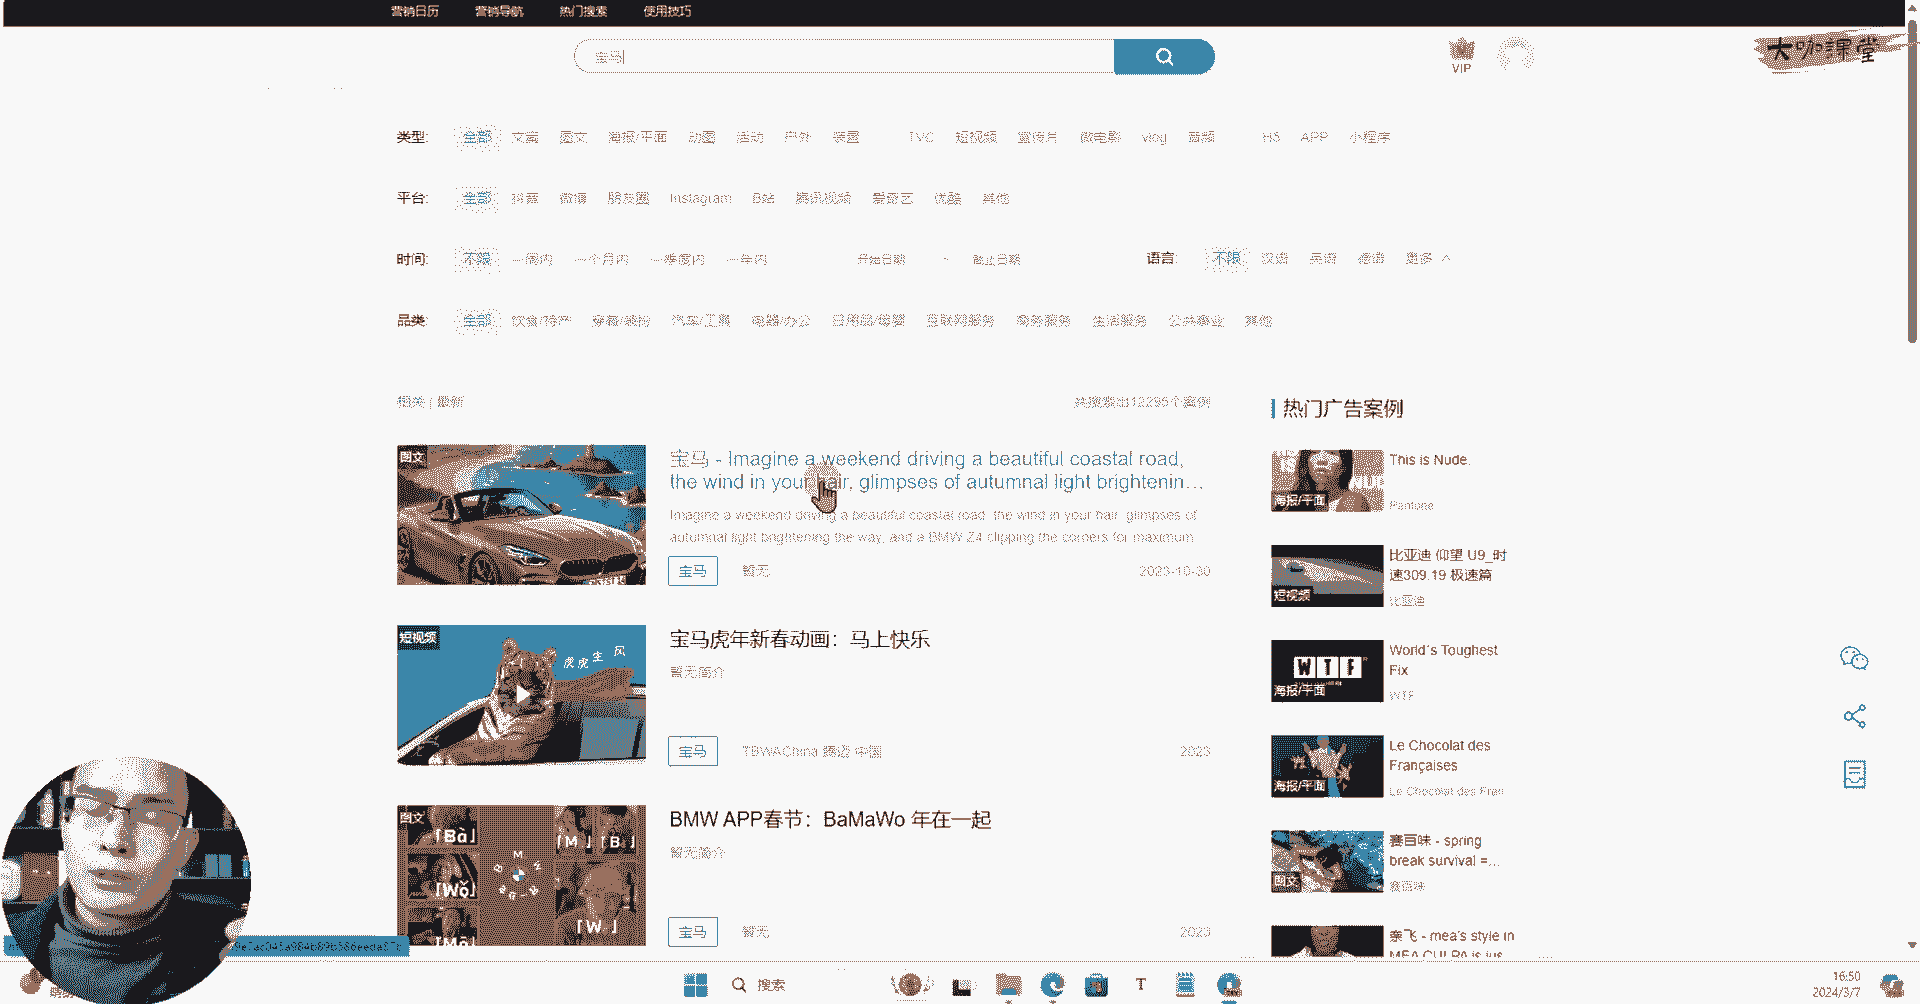 营销日历 营销导航 热门搜索 使用技巧
宝马
VIP
大咖課堂
类型: 全部 文案 图文 海报/平面 动图 活动 户外 装置 TVC 短视频 宣传片 微电影 vlog 音频 H5 APP 小程序
平台: 全部 抖音 微博 朋友圈 Instagram B站 腾讯视频 爱奇艺 优酷 其他
时间: 不限 一周内 一个月内 一季度内 一年内 开始日期 - 截止日期 语言: 不限 汉语 英语 德语 更多
品类: 全部 饮食/特产 穿着/装扮 汽车/工具 电器/办公 日用品/母婴 互联网服务 商务服务 生活服务 公共事业 其他
相关 | 最新
共搜索出12295个案例
图文
宝马 - Imagine a weekend driving a beautiful coastal road,
the wind in your hair, glimpses of autumnal light brightenin...
Imagine a weekend driving a beautiful coastal road, the wind in your hair, glimpses of
autumnal light brightening the way, and a BMW Z4 clipping the corners for maximum
宝马 暂无 2023-10-30
短视频
虎虎生风
宝马虎年新春动画：马上快乐
暂无简介
宝马 TBWAChina 腾迈 中国 2023
图文
「Bà」
「M」「B」
「Wǒ」
「W」
BMW APP春节：BaMaWo 年在一起
暂无简介
宝马 暂无 2023
热门广告案例
海报/平面
This is Nude.
Pantone
短视频
比亚迪 仰望 U9_时
速309.19 极速篇
比亚迪
WTF
海报/平面
World´s Toughest
Fix
WTF
海报/平面
Le Chocolat des
Françaises
Le Chocolat des Fran
图文
赛百味 - spring
break survival =...
赛百味
奈飞 - mea's style in
MEA CULPA is jus
搜索
T
16:50
2024/3/7